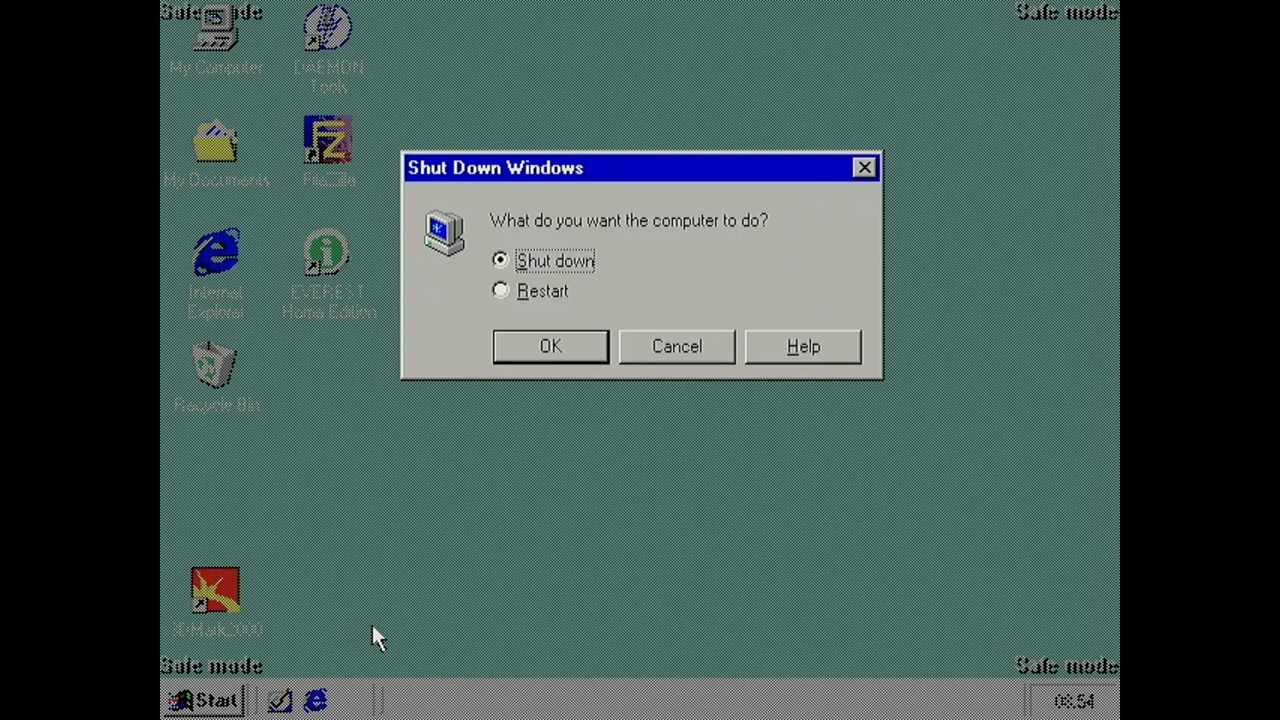 Safe mode
Safe mode
My Computer
DAEMON
Tools
My Documents
FileZilla
Shut Down Windows
What do you want the computer to do?
Shut down
Restart
OK
Cancel
Help
Internet
Explorer
EVEREST
Home Edition
Recycle Bin
3DMark2000
Safe mode
Safe mode
Start